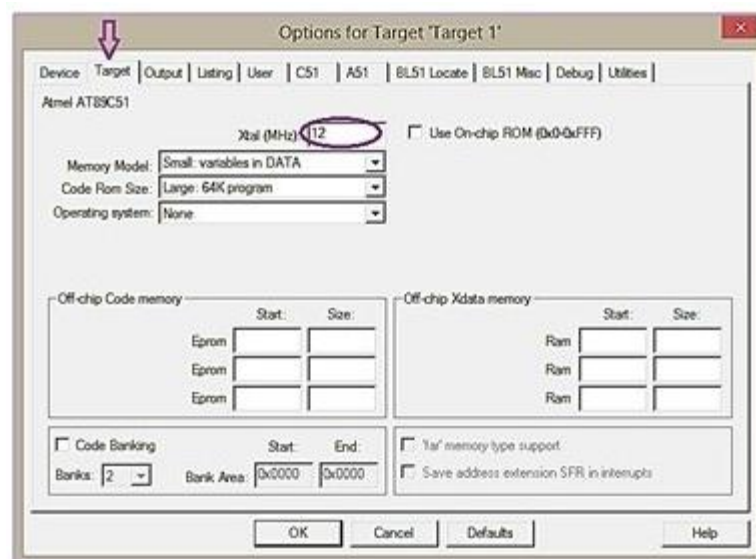 Options for Target 'Target 1'
x
Device Target Output Listing User C51 A51 BL51 Locate BL51 Misc Debug Utilities
Atmel AT89C51
Xtal (MHz): 12
Use On-chip ROM (0x0-0xFFF)
Memory Model: Small: variables in DATA
Code Rom Size: Large: 64K program
Operating system: None
Off-chip Code memory
Start: Size:
Eprom
Eprom
Eprom
Off-chip Xdata memory
Start: Size:
Ram
Ram
Ram
Code Banking Start: End:
Banks: 2 Bank Area: 0x0000 0x0000
'far' memory type support
Save address extension SFR in interrupts
OK Cancel Defaults Help